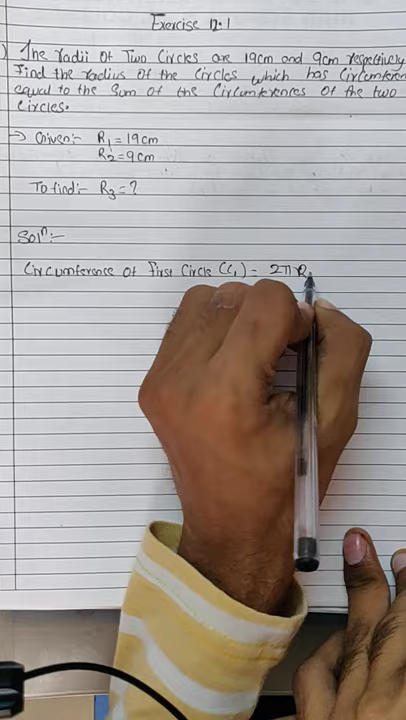 Exercise 12.1
) The radii of Two Circles are 19cm and 9cm respectively
Find the radius of the circles which has Circumferen
equal to the Sum of the Circumferences of the two
Circles.
→ Given:- R1 = 19cm
R2 = 9cm
To find:- R3 = ?
Solⁿ:-
Circumference of First Circle (C1) = 2πR